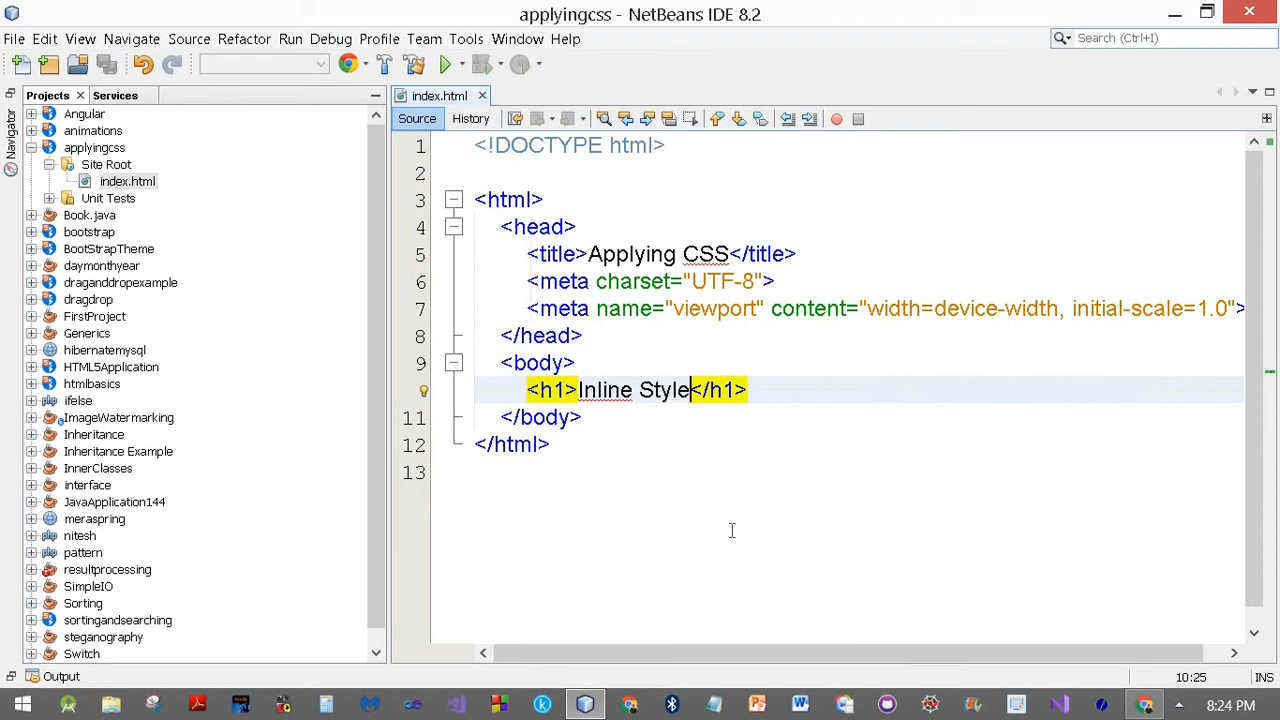 applyingcss - NetBeans IDE 8.2
File Edit View Navigate Source Refactor Run Debug Profile Team Tools Window Help
Search (Ctrl+I)
Projects Services
Navigator
Angular
animations
applyingcss
Site Root
index.html
Unit Tests
Book.java
bootstrap
BootStrapTheme
daymonthyear
draganddropexample
dragdrop
FirstProject
Generics
hibernatemysql
HTML5Application
htmlbasics
ifelse
ImageWatermarking
Inheritance
Inheritance Example
InnerClasses
interface
JavaApplication144
meraspring
nitesh
pattern
resultprocessing
SimpleIO
Sorting
sortingandsearching
steganography
Switch
index.html
Source History
1 <!DOCTYPE html>
2
3 <html>
4 <head>
5 <title>Applying CSS</title>
6 <meta charset="UTF-8">
7 <meta name="viewport" content="width=device-width, initial-scale=1.0">
8 </head>
9 <body>
<h1>Inline Style</h1>
11 </body>
12 </html>
13
Output
10:25 INS
8:24 PM